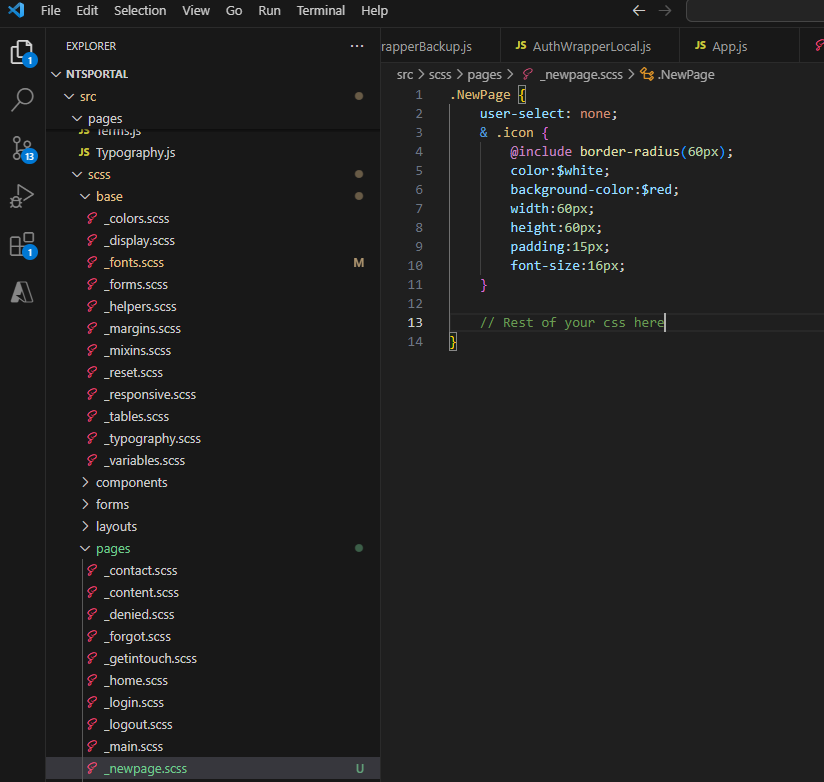 File Edit Selection View Go Run Terminal Help
EXPLORER ...
rapperBackup.js JS AuthWrapperLocal.js JS App.js
1
NTSPORTAL
src > scss > pages > _newpage.scss > .NewPage
src
pages
Terms.js
JS Typography.js
13
scss
base
_colors.scss
_display.scss
1
_fonts.scss M
_forms.scss
_helpers.scss
_margins.scss
_mixins.scss
_reset.scss
_responsive.scss
_tables.scss
_typography.scss
_variables.scss
components
forms
layouts
pages
_contact.scss
_content.scss
_denied.scss
_forgot.scss
_getintouch.scss
_home.scss
_login.scss
_logout.scss
_main.scss
_newpage.scss U
1 .NewPage {
2 user-select: none;
3 & .icon {
4 @include border-radius(60px);
5 color:$white;
6 background-color:$red;
7 width:60px;
8 height:60px;
9 padding:15px;
10 font-size:16px;
11 }
12
13 // Rest of your css here
14 }